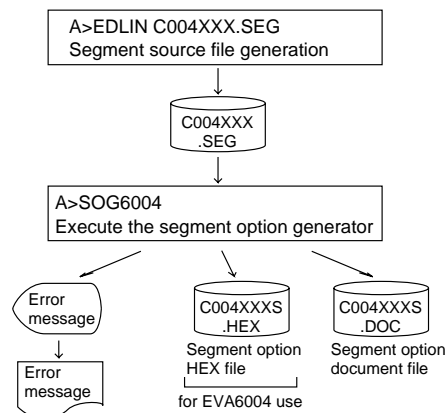 A>EDLIN C004XXX.SEG
Segment source file generation
C004XXX
.SEG
A>SOG6004
Execute the segment option generator
Error
message
Error
message
C004XXXS
.HEX
Segment option
HEX file
for EVA6004 use
C004XXXS
.DOC
Segment option
document file